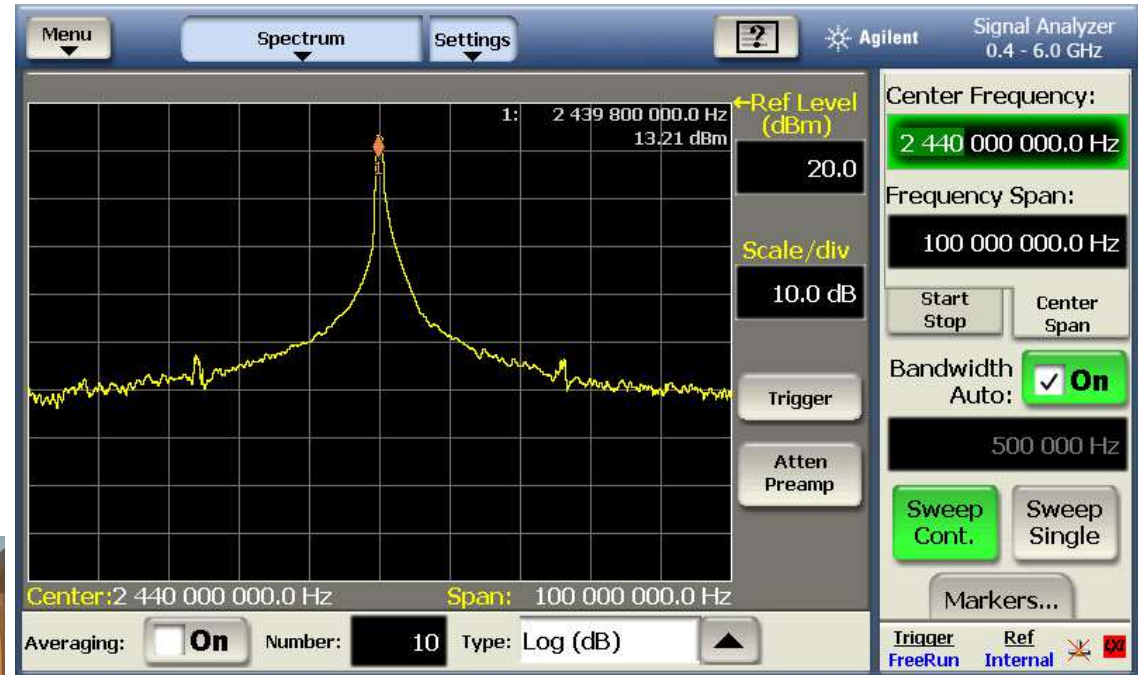 Menu
Spectrum
Settings
?
Agilent
Signal Analyzer
0.4 - 6.0 GHz
1: 2 439 800 000.0 Hz
13.21 dBm
←Ref Level
(dBm)
20.0
Scale/div
10.0 dB
Trigger
Atten
Preamp
Center:2 440 000 000.0 Hz
Span: 100 000 000.0 Hz
Averaging:
On
Number:
10
Type:
Log (dB)
Center Frequency:
2 440 000 000.0 Hz
Frequency Span:
100 000 000.0 Hz
Start
Stop
Center
Span
Bandwidth
Auto:
On
500 000 Hz
Sweep
Cont.
Sweep
Single
Markers...
Trigger
FreeRun
Ref
Internal
LXI